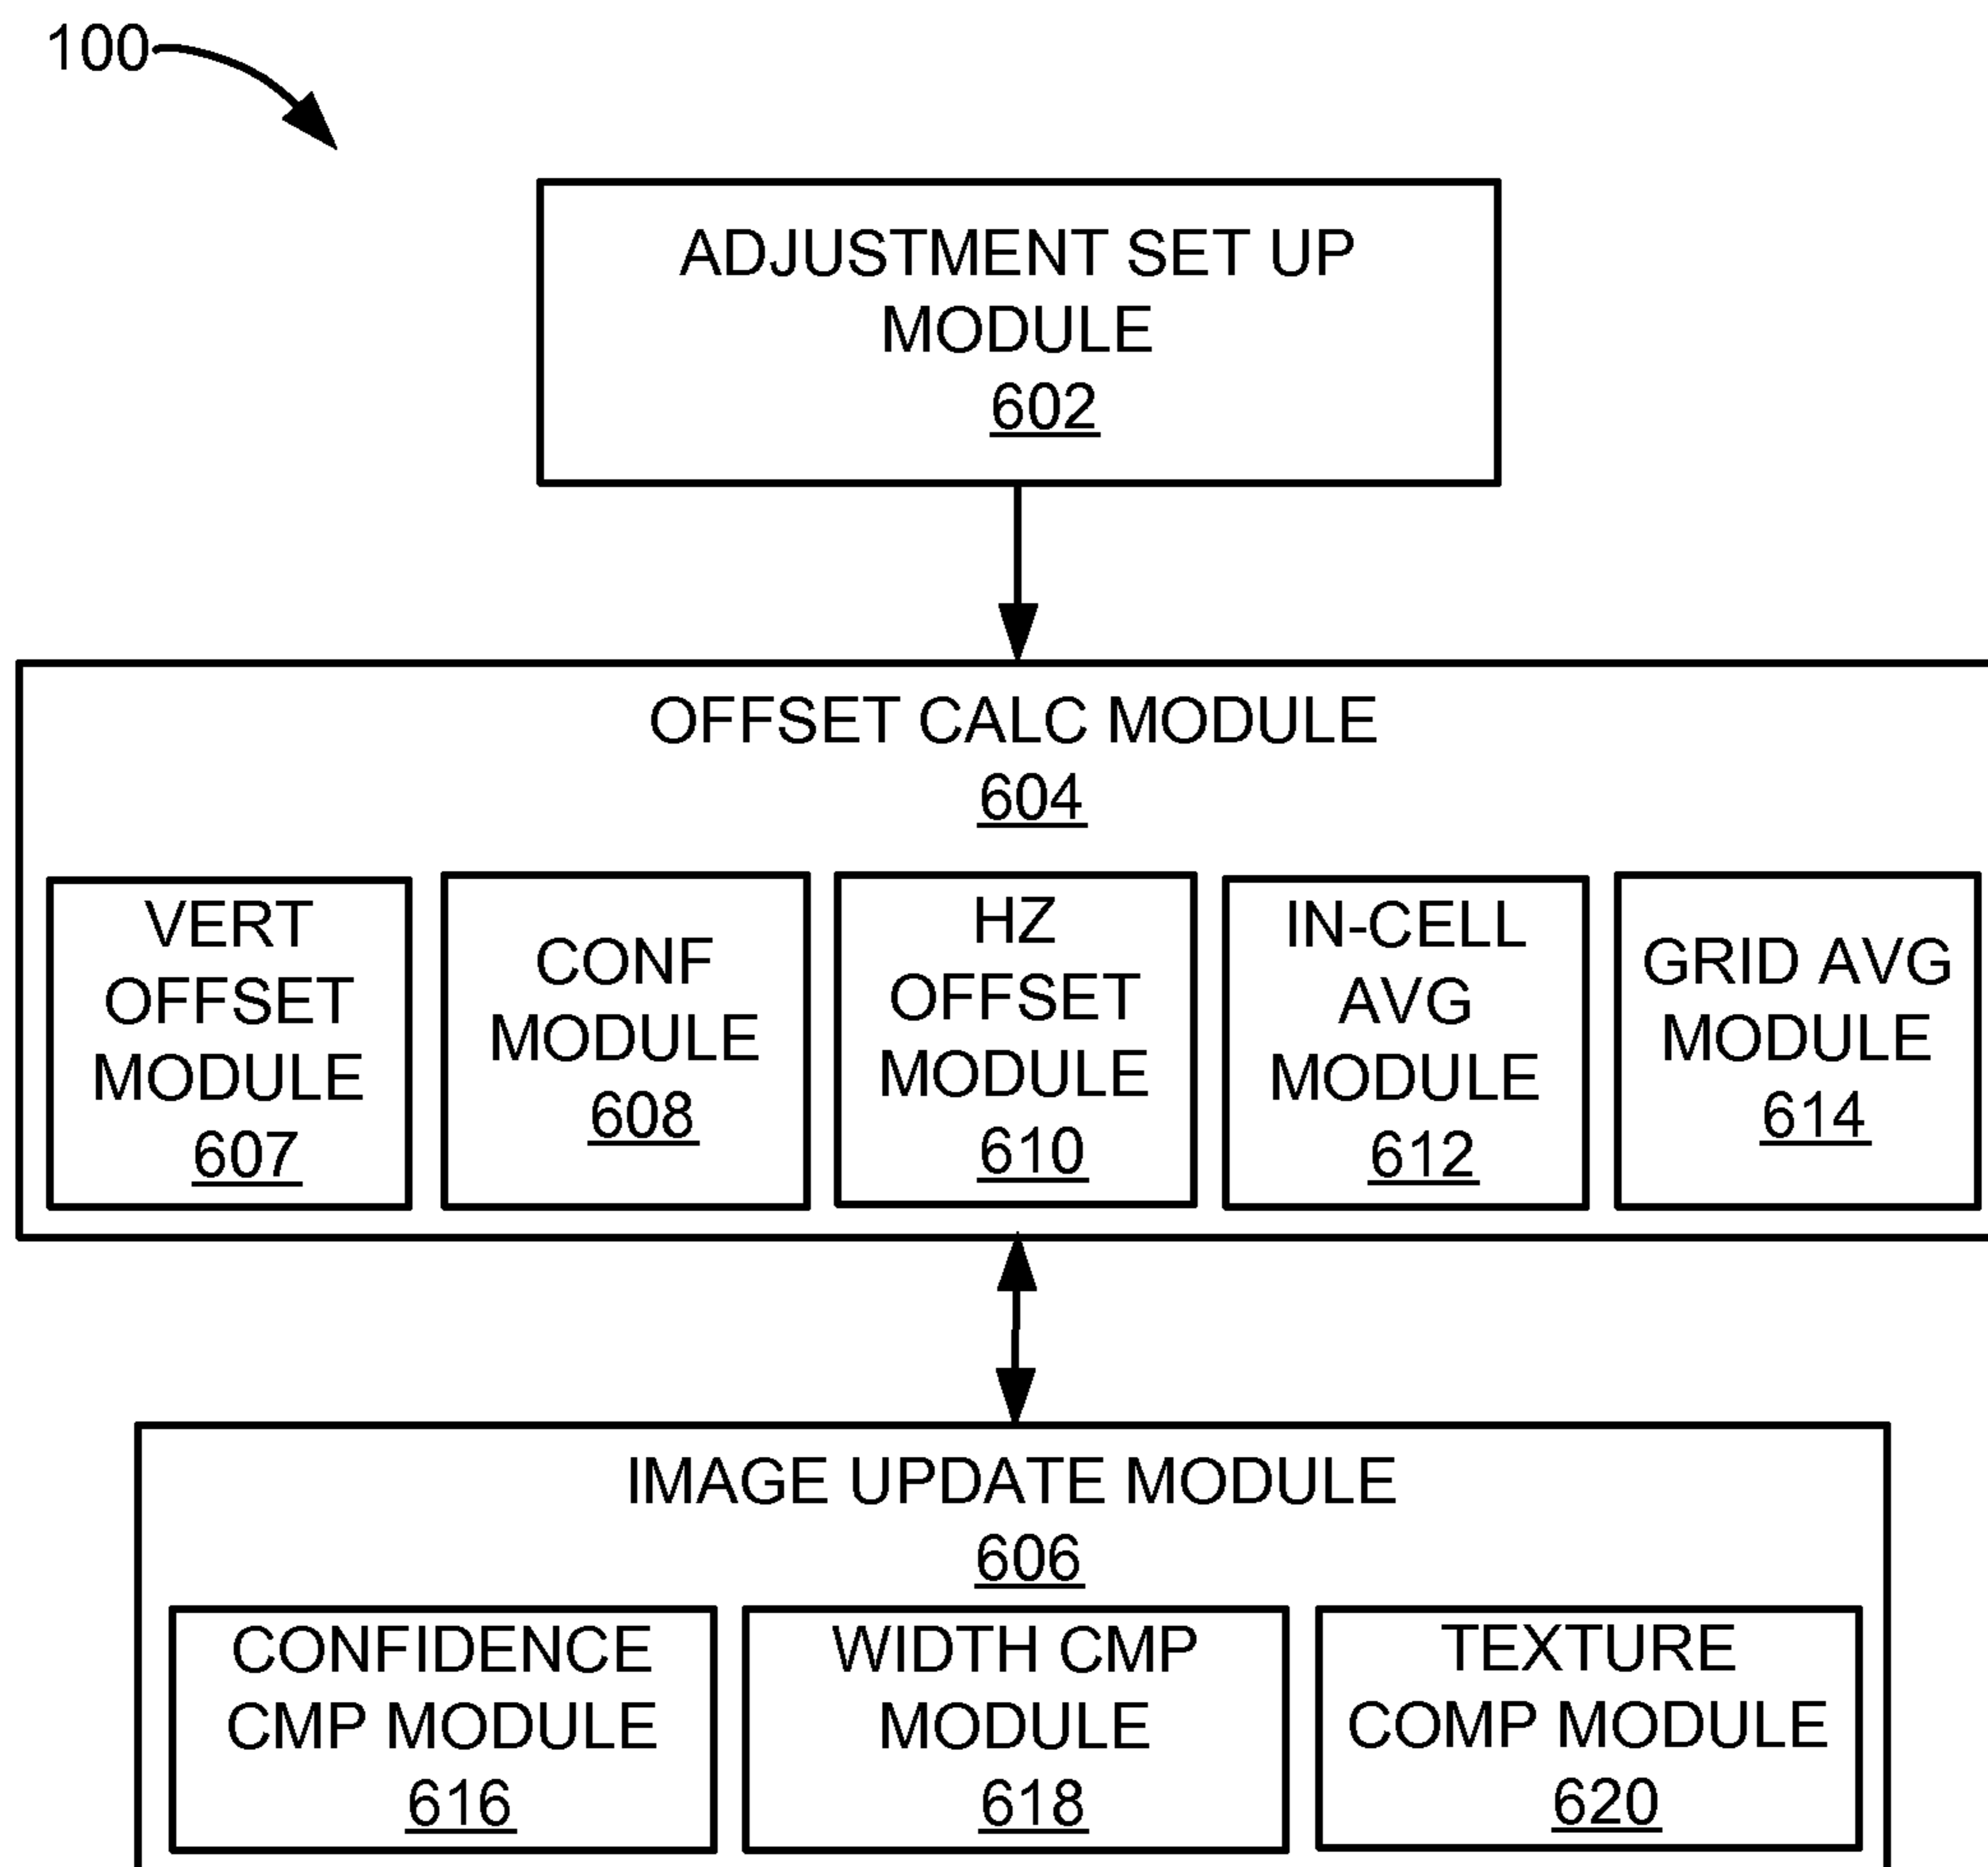 100
ADJUSTMENT SET UP
MODULE
602
OFFSET CALC MODULE
604
VERT
OFFSET
MODULE
607
CONF
MODULE
608
HZ
OFFSET
MODULE
610
IN-CELL
AVG
MODULE
612
GRID AVG
MODULE
614
IMAGE UPDATE MODULE
606
CONFIDENCE
CMP MODULE
616
WIDTH CMP
MODULE
618
TEXTURE
COMP MODULE
620